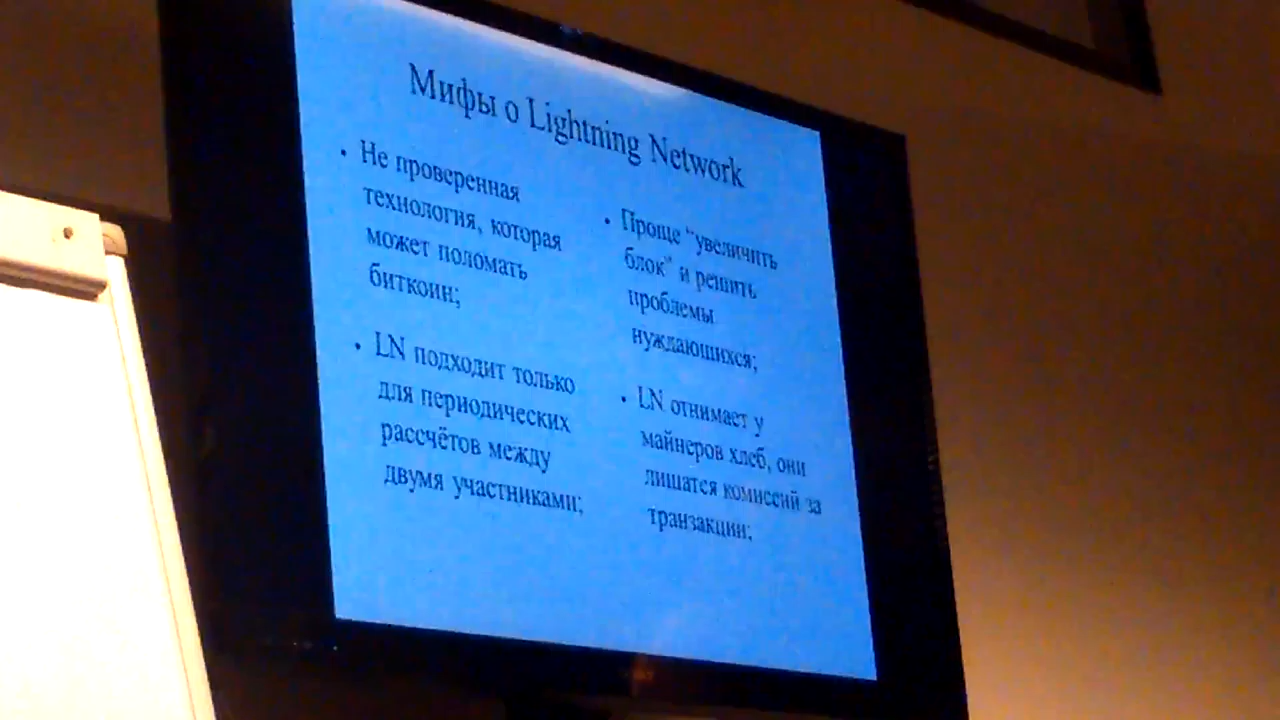 Мифы о Lightning Network
• Не проверенная
технология, которая
может поломать
биткоин;
• LN подходит только
для периодических
рассчётов между
двумя участниками;
• Проще “увеличить
блок” и решить
проблемы
нуждающихся;
• LN отнимает у
майнеров хлеб, они
лишатся комиссий за
транзакции;